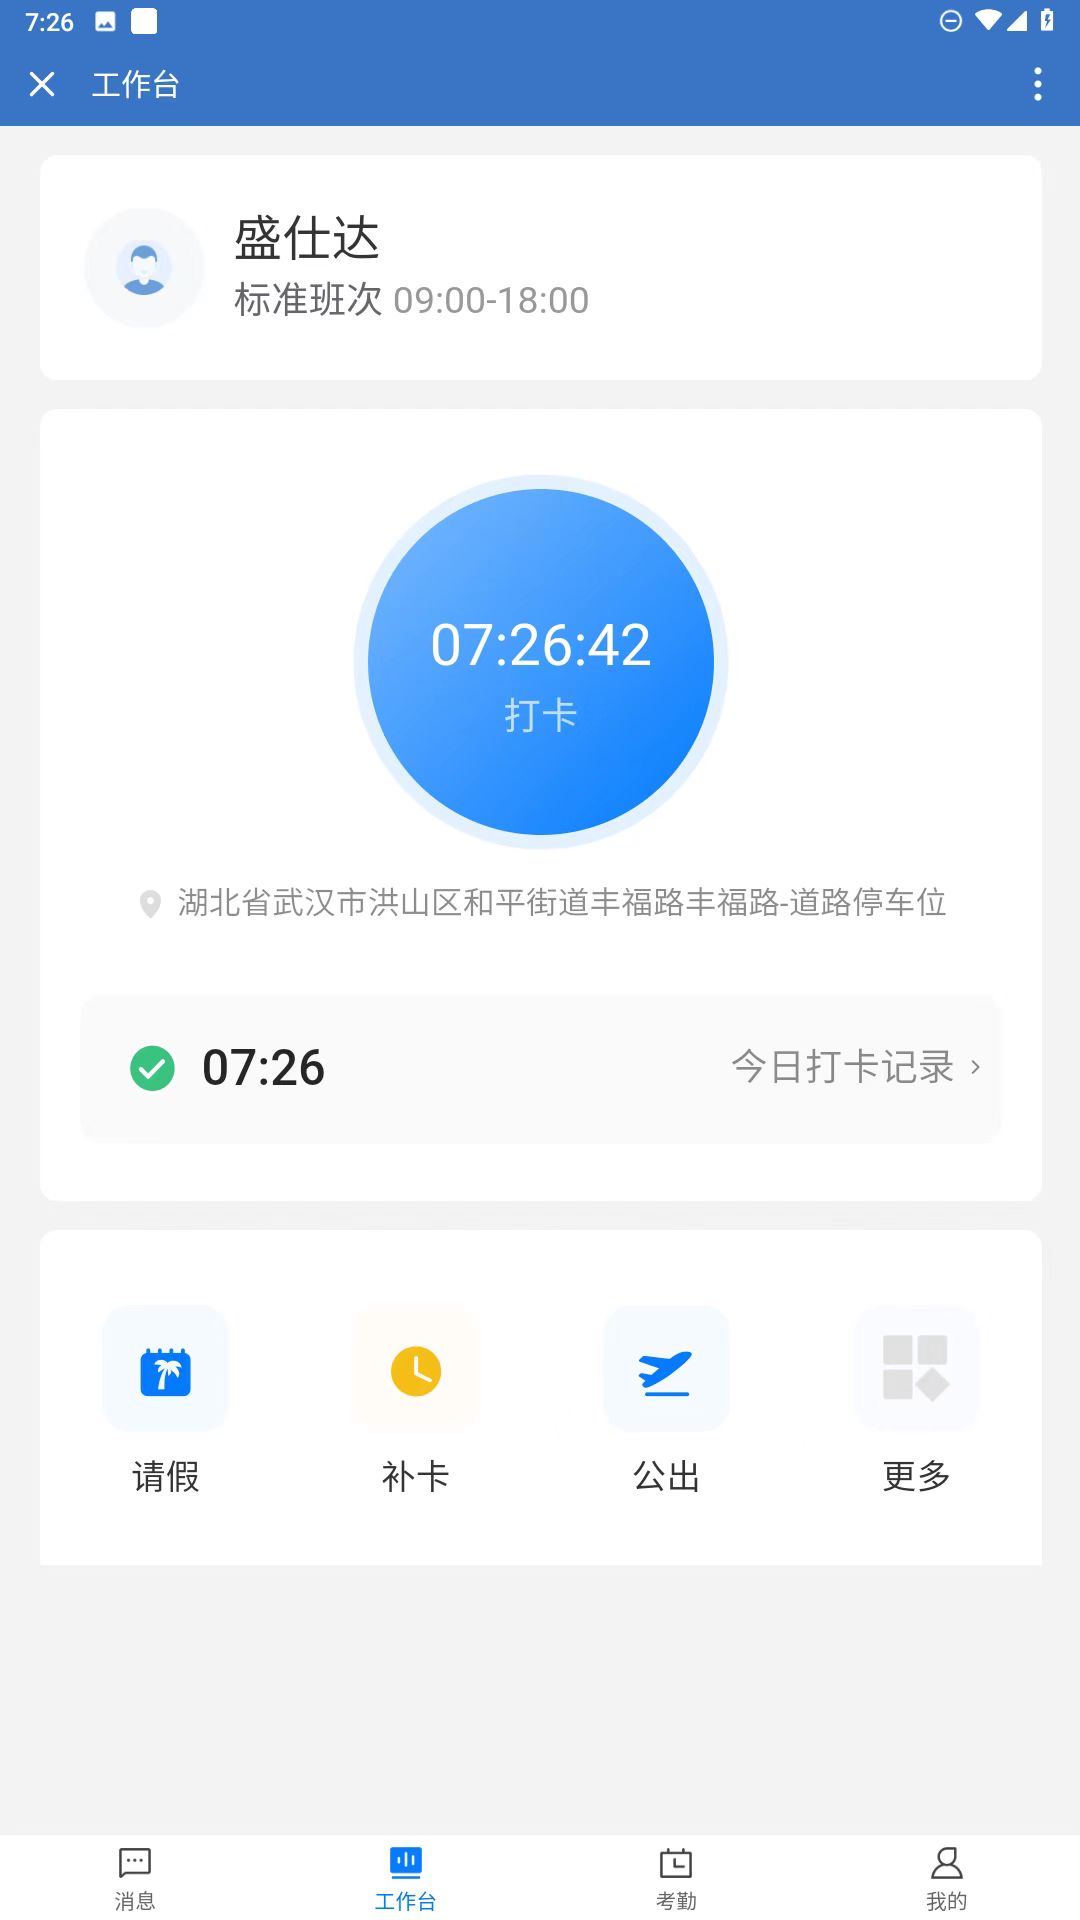 7:26
工作台
盛仕达
标准班次 09:00-18:00
07:26:42
打卡
湖北省武汉市洪山区和平街道丰福路丰福路-道路停车位
07:26
今日打卡记录
请假
补卡
公出
更多
消息
工作台
考勤
我的